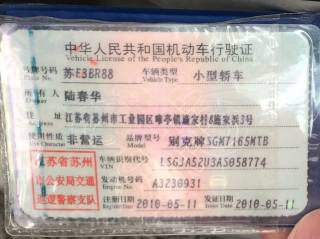 中华人民共和国机动车行驶证
Vehicle License of the People's Republic of China
号牌号码 苏E3BR88 车辆类型 小型轿车
Vehicle Type
所有人 陆春华
Owner
住址 江苏省苏州市工业园区唯亭镇
Address
使用性质 非营运 品牌型号 别克牌SGM7165MTB
Use Character Model
江苏省苏州
市公安局交通
巡逻警察支队
车辆识别代号 LSGJA52U3AS058774
VIN
发动机号码 A3230931
Engine No.
注册日期 2010-05-11 发证日期 2010-05-11
Register Date Issue Date